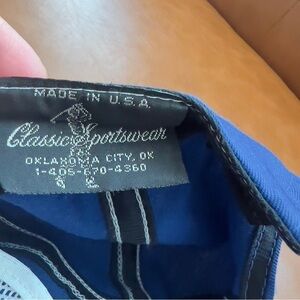 MADE IN U.S.A.
Classic Sportswear
OKLAHOMA CITY, OK
1-405-670-4360